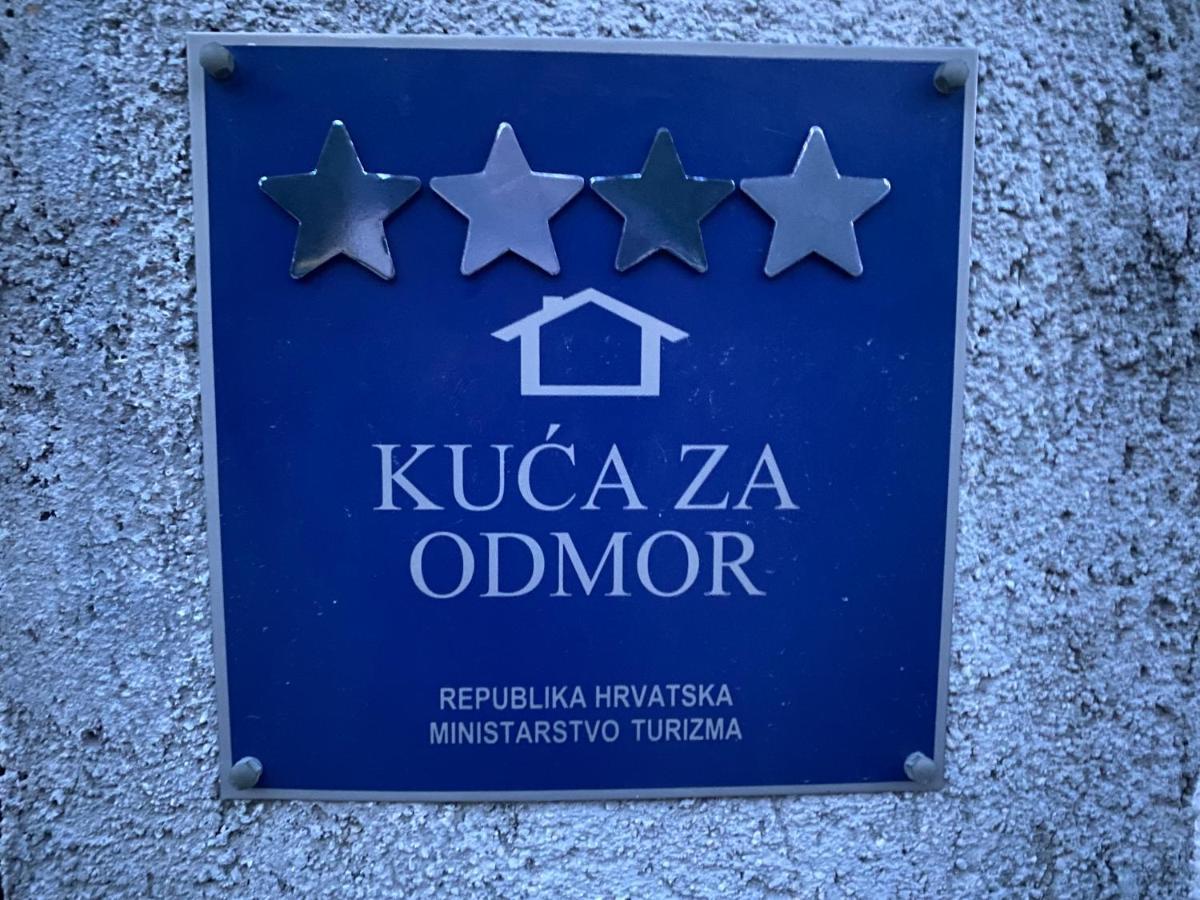 KUĆA ZA
ODMOR
REPUBLIKA HRVATSKA
MINISTARSTVO TURIZMA